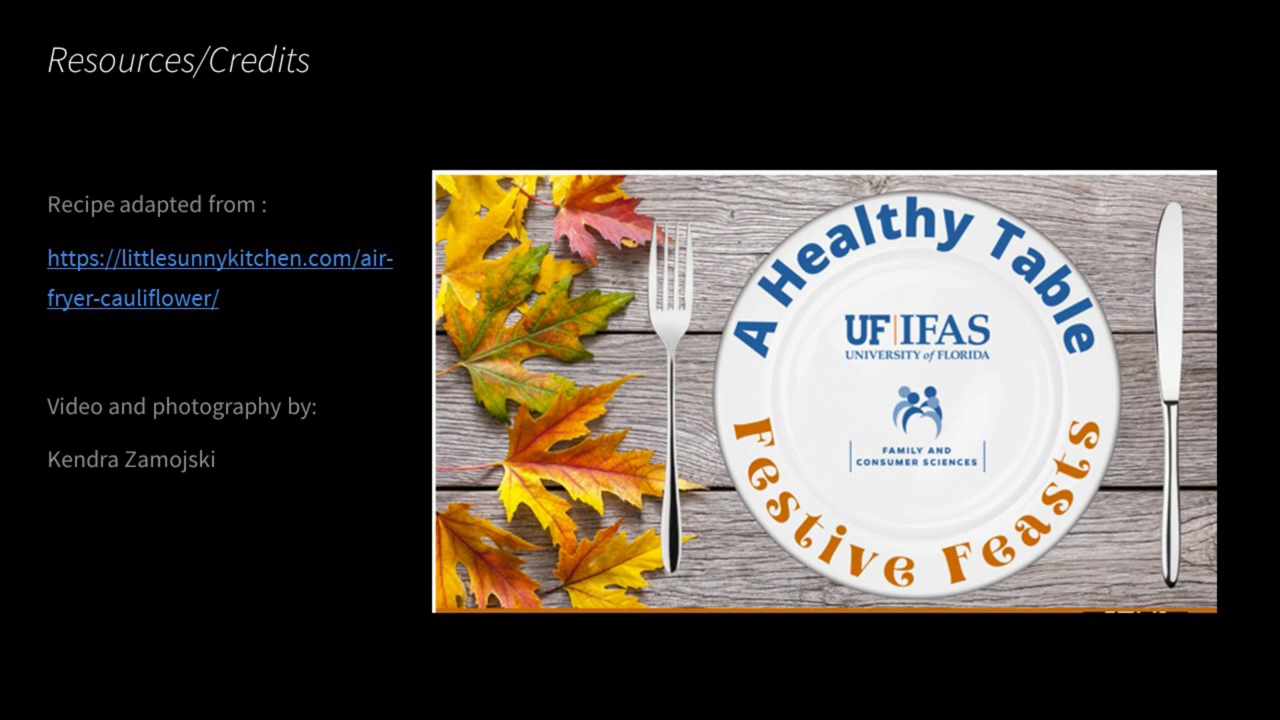 Resources/Credits
Recipe adapted from :
https://littlesunnykitchen.com/air-
fryer-cauliflower/
Video and photography by:
Kendra Zamojski
A Healthy Table
UF|IFAS
UNIVERSITY of FLORIDA
FAMILY AND
CONSUMER SCIENCES
Festive Feasts